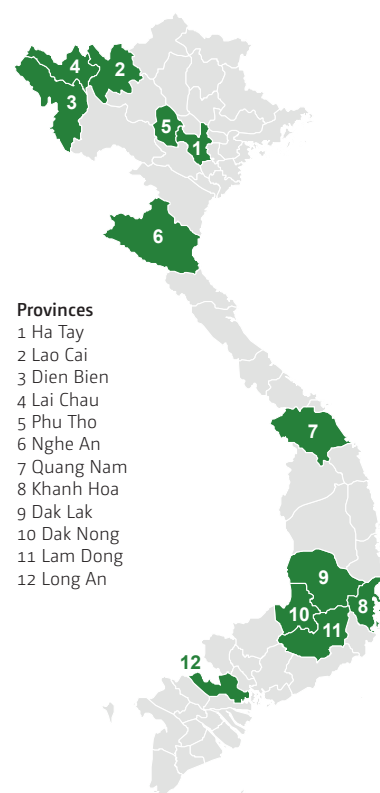 4
2
3
5
1
6
Provinces
1 Ha Tay
2 Lao Cai
3 Dien Bien
4 Lai Chau
5 Phu Tho
6 Nghe An
7 Quang Nam
8 Khanh Hoa
9 Dak Lak
10 Dak Nong
11 Lam Dong
12 Long An
7
9
8
10
11
12